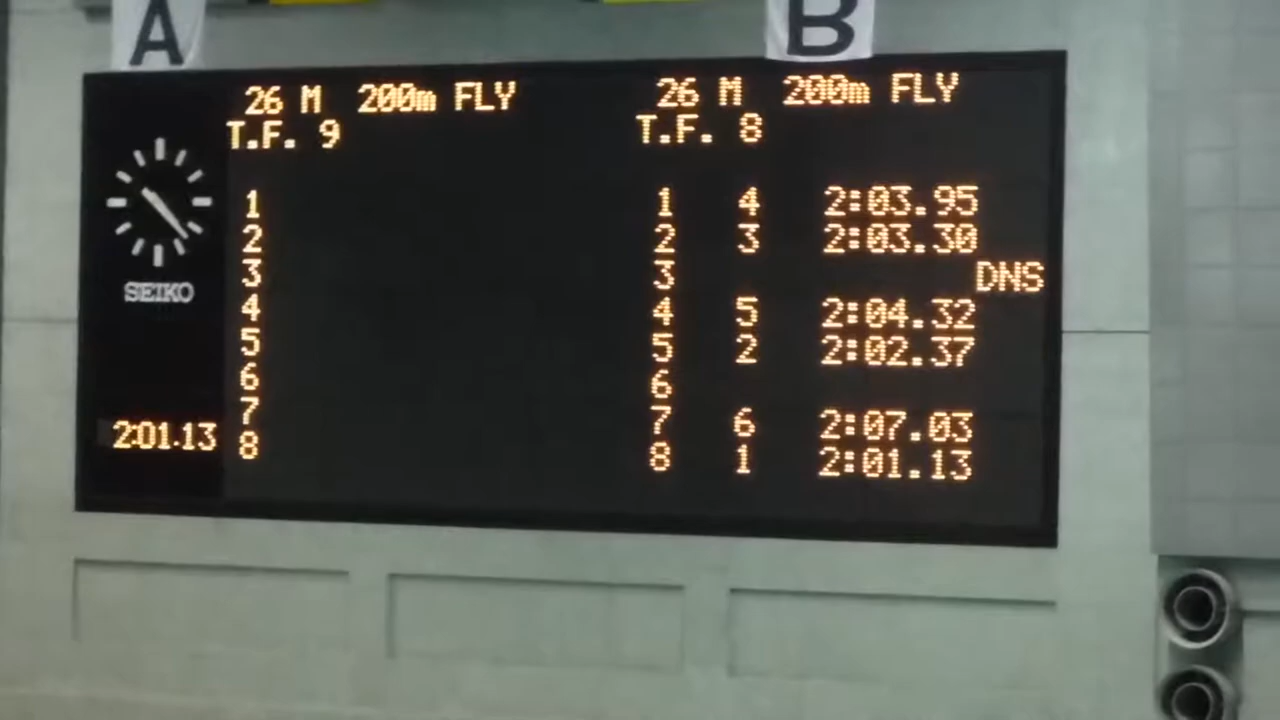 A
B
26 M 200m FLY
T.F. 9
1
2
3
4
5
6
7
8
SEIKO
2:01.13
26 M 200m FLY
T.F. 8
1 4 2:03.95
2 3 2:03.30
3 DNS
4 5 2:04.32
5 2 2:02.37
6
7 6 2:07.03
8 1 2:01.13